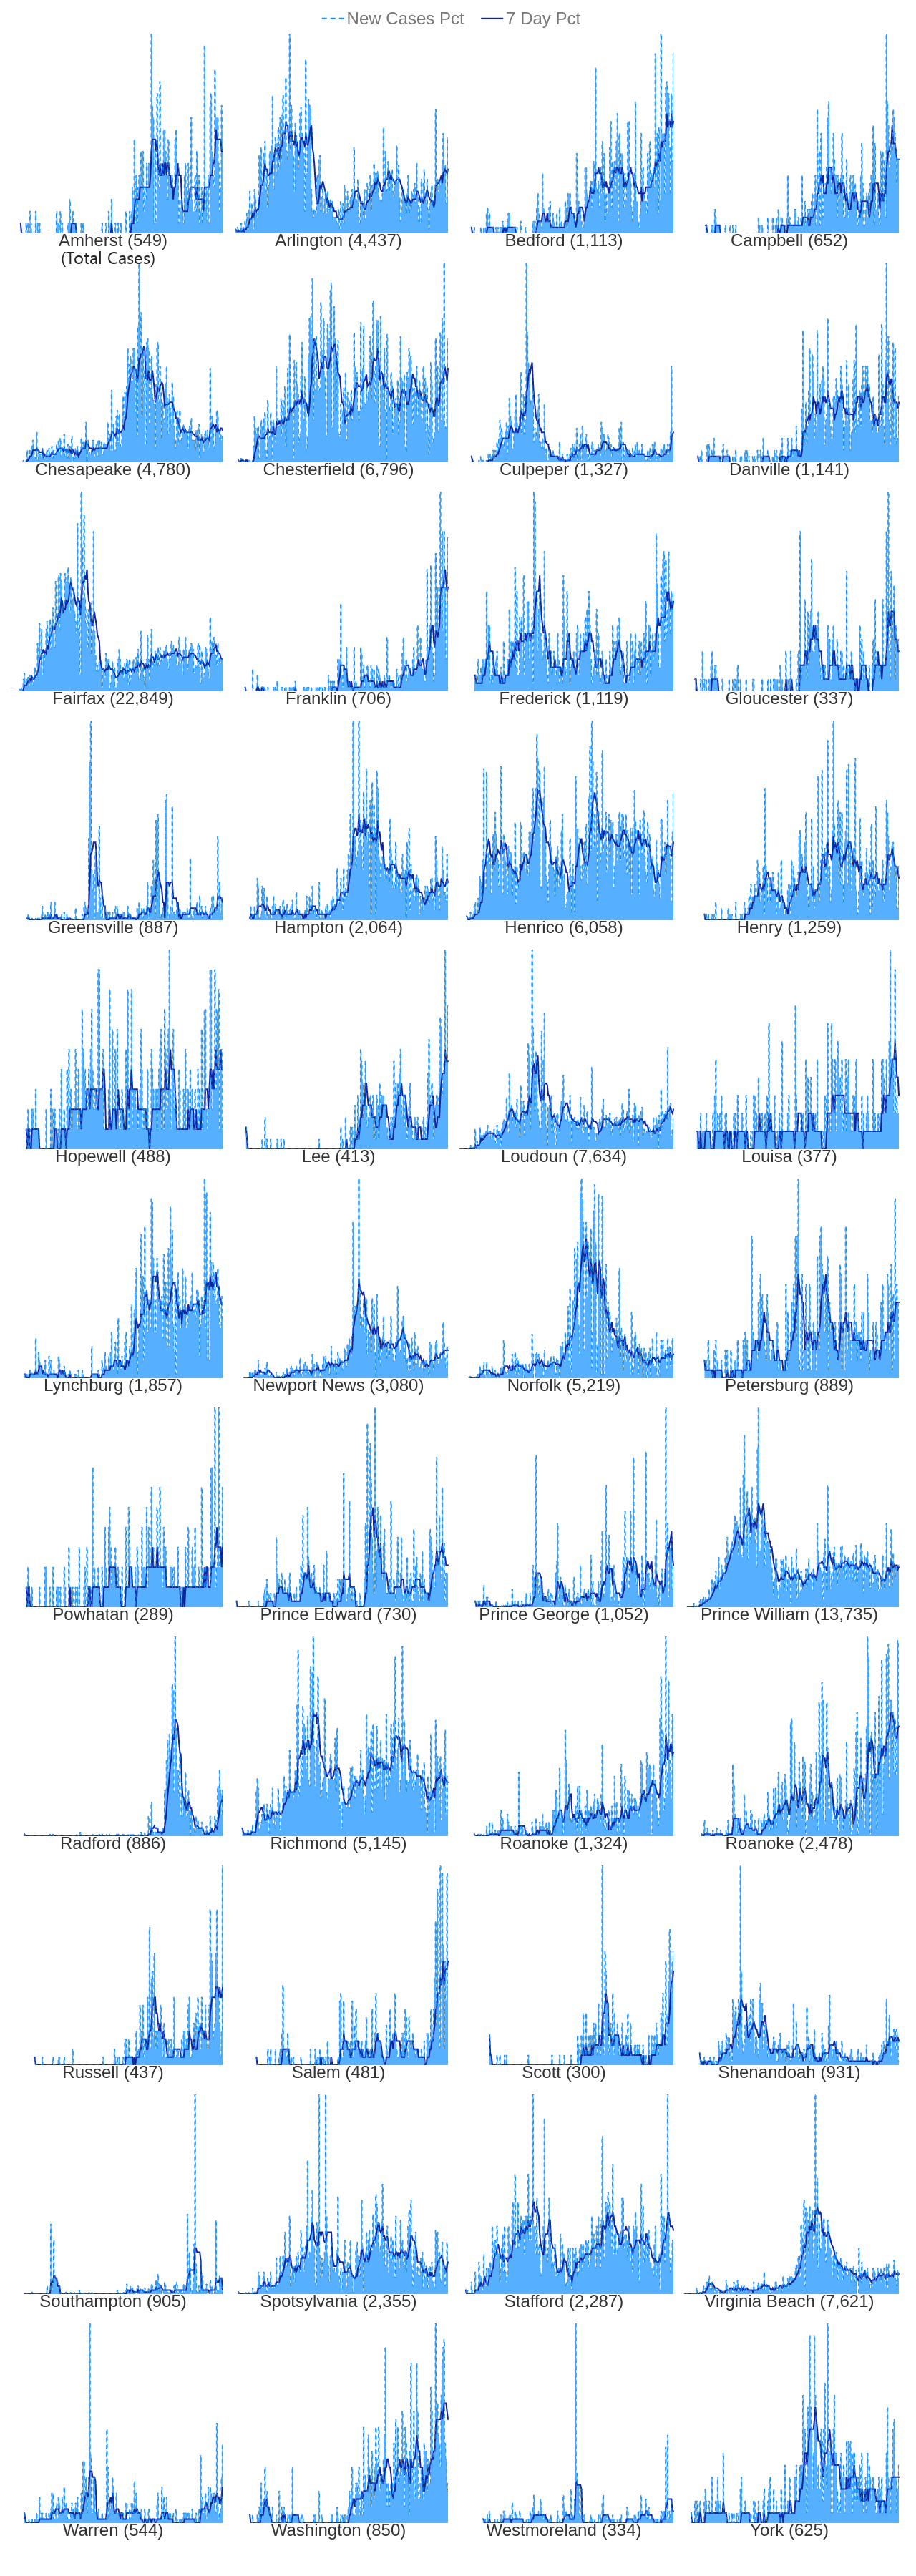 New Cases Pct 7 Day Pct
Amherst (549) Arlington (4,437) Bedford (1,113) Campbell (652)
(Total Cases)
Chesapeake (4,780) Chesterfield (6,796) Culpeper (1,327) Danville (1,141)
Fairfax (22,849) Franklin (706) Frederick (1,119) Gloucester (337)
Greensville (887) Hampton (2,064) Henrico (6,058) Henry (1,259)
Hopewell (488) Lee (413) Loudoun (7,634) Louisa (377)
Lynchburg (1,857) Newport News (3,080) Norfolk (5,219) Petersburg (889)
Powhatan (289) Prince Edward (730) Prince George (1,052) Prince William (13,735)
Radford (886) Richmond (5,145) Roanoke (1,324) Roanoke (2,478)
Russell (437) Salem (481) Scott (300) Shenandoah (931)
Southampton (905) Spotsylvania (2,355) Stafford (2,287) Virginia Beach (7,621)
Warren (544) Washington (850) Westmoreland (334) York (625)